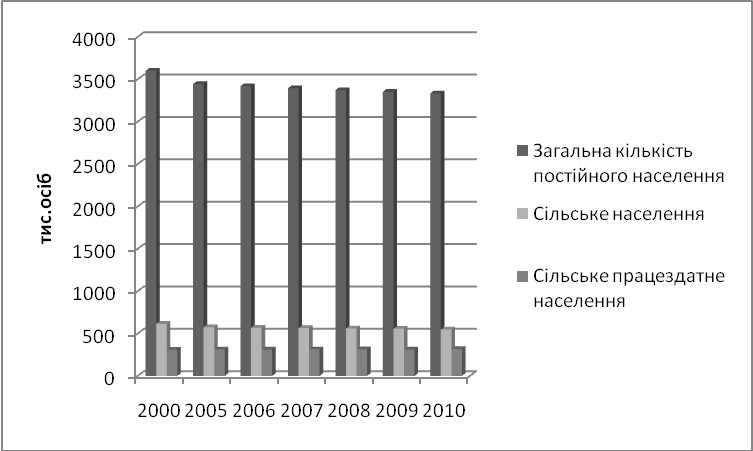 4000
3500
3000
2500
2000
1500
1000
500
0
тис.осіб
2000 2005 2006 2007 2008 2009 2010
Загальна кількість
постійного населення
Сільське населення
Сільське працездатне
населення